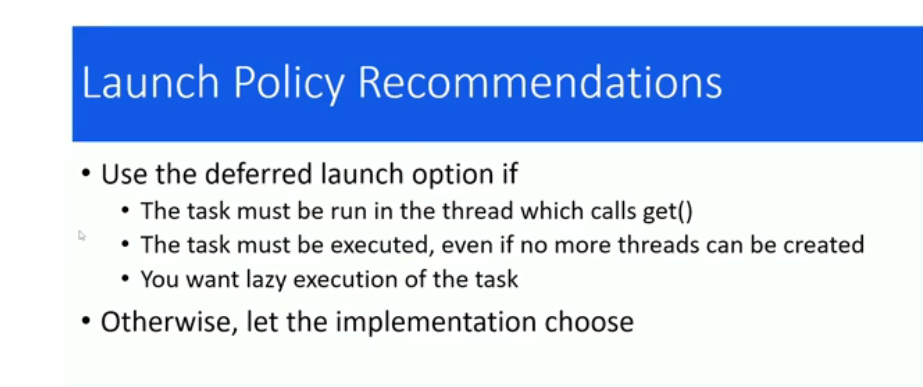 Launch Policy Recommendations
• Use the deferred launch option if
• The task must be run in the thread which calls get()
• The task must be executed, even if no more threads can be created
• You want lazy execution of the task
• Otherwise, let the implementation choose